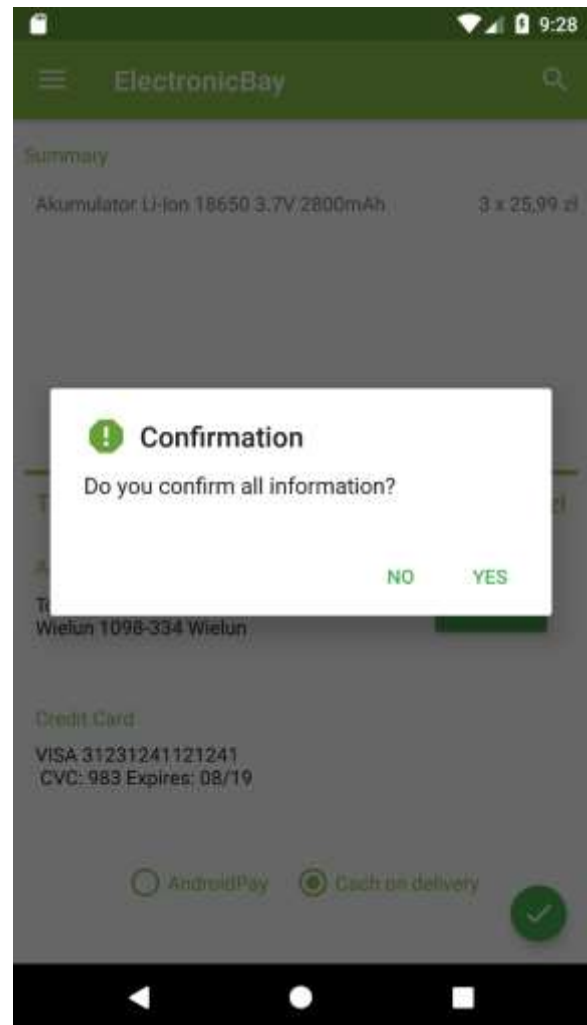 9:28
ElectronicBay
Summary
Akumulator Li-Ion 18650 3.7V 2800mAh 3 x 25,99 zł
Confirmation
Do you confirm all information?
NO YES
Wielun 1098-334 Wielun
Credit Card
VISA 31231241121241
CVC: 983 Expires: 08/19
AndroidPay Cash on delivery